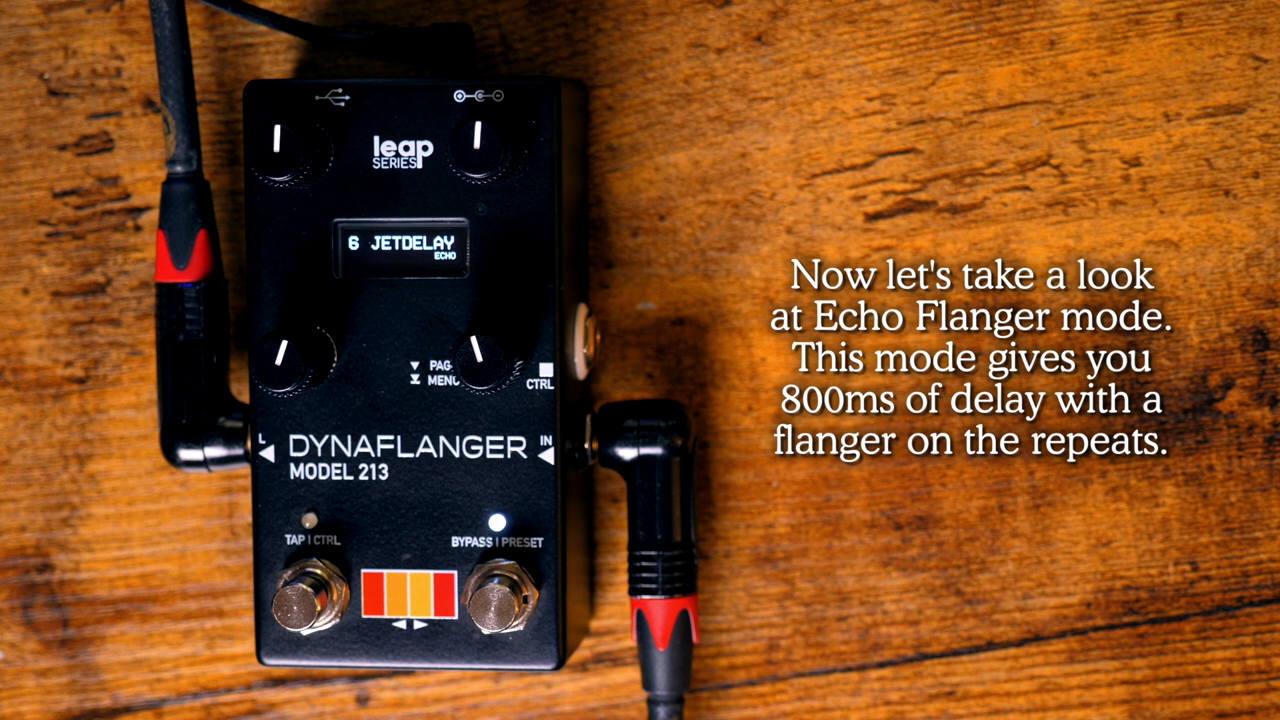 leap
SERIES
6 JETDELAY
ECHO
MENU
CTRL
L
DYNAFLANGER
IN
MODEL 213
TAP | CTRL
BYPASS | PRESET
Now let's take a look
at Echo Flanger mode.
This mode gives you
800ms of delay with a
flanger on the repeats.